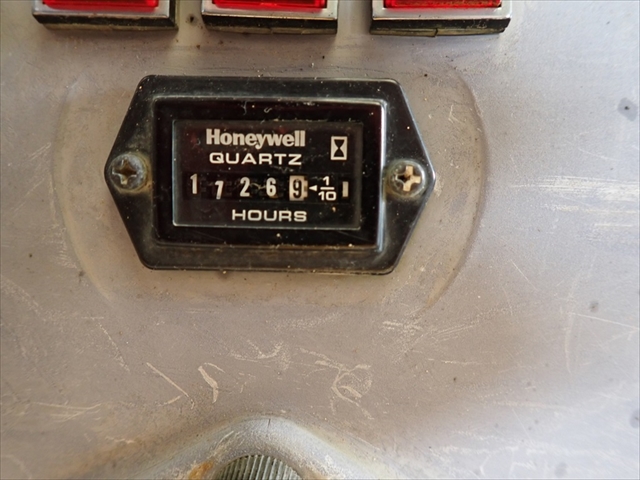 Honeywell
QUARTZ
1 7 2 6 9 1/10
HOURS